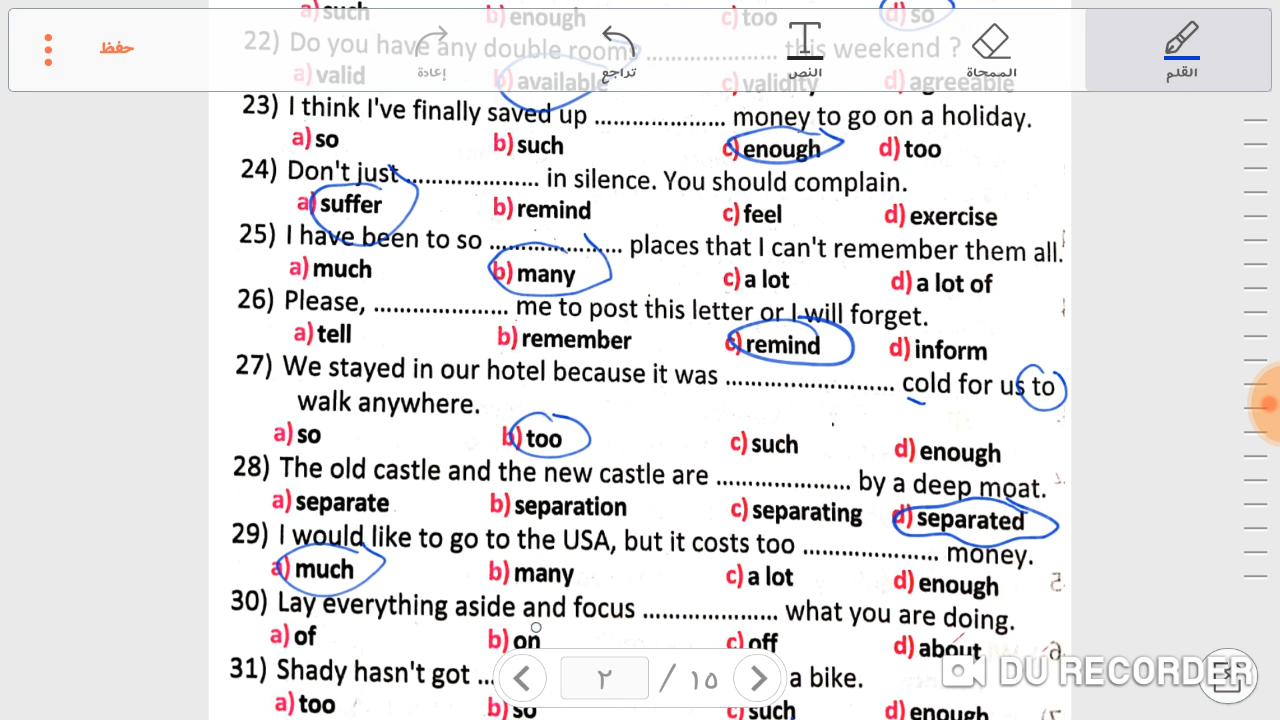 a) such b) enough c) too d) so
22) Do you have any double rooms .................... this weekend ?
a) valid b) available c) validity d) agreeable
حفظ إعادة تراجع النص الممحاة القلم
23) I think I've finally saved up .................... money to go on a holiday.
a) so b) such c) enough d) too
24) Don't just .................... in silence. You should complain.
a) suffer b) remind c) feel d) exercise
25) I have been to so .................... places that I can't remember them all.
a) much b) many c) a lot d) a lot of
26) Please, .................... me to post this letter or I will forget.
a) tell b) remember c) remind d) inform
27) We stayed in our hotel because it was .......................... cold for us to
walk anywhere.
a) so b) too c) such d) enough
28) The old castle and the new castle are .................... by a deep moat.
a) separate b) separation c) separating d) separated
29) I would like to go to the USA, but it costs too .................... money.
a) much b) many c) a lot d) enough
30) Lay everything aside and focus .................... what you are doing.
a) of b) on c) off d) about
31) Shady hasn't got ... a bike.
٢ / ١٥
DU RECORDER
a) too b) so c) such d) enough